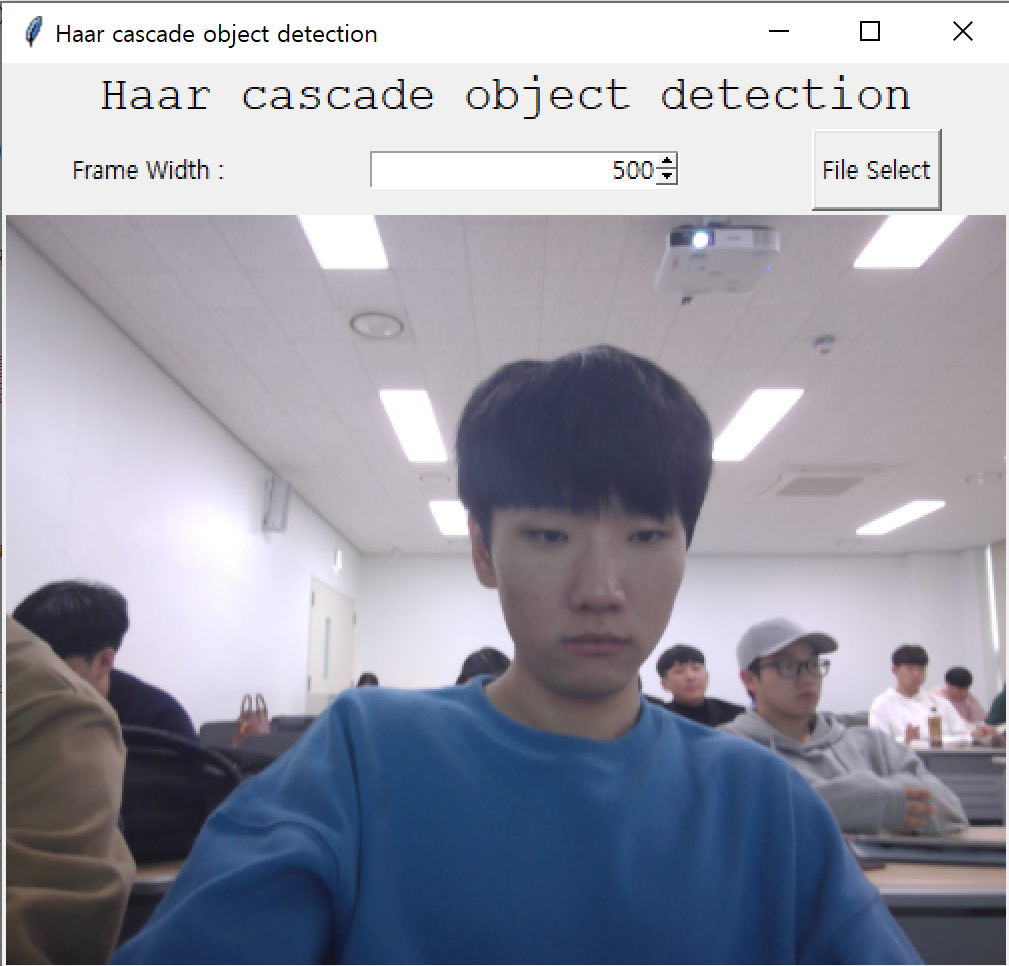 Haar cascade object detection
Haar cascade object detection
Frame Width : 500 File Select